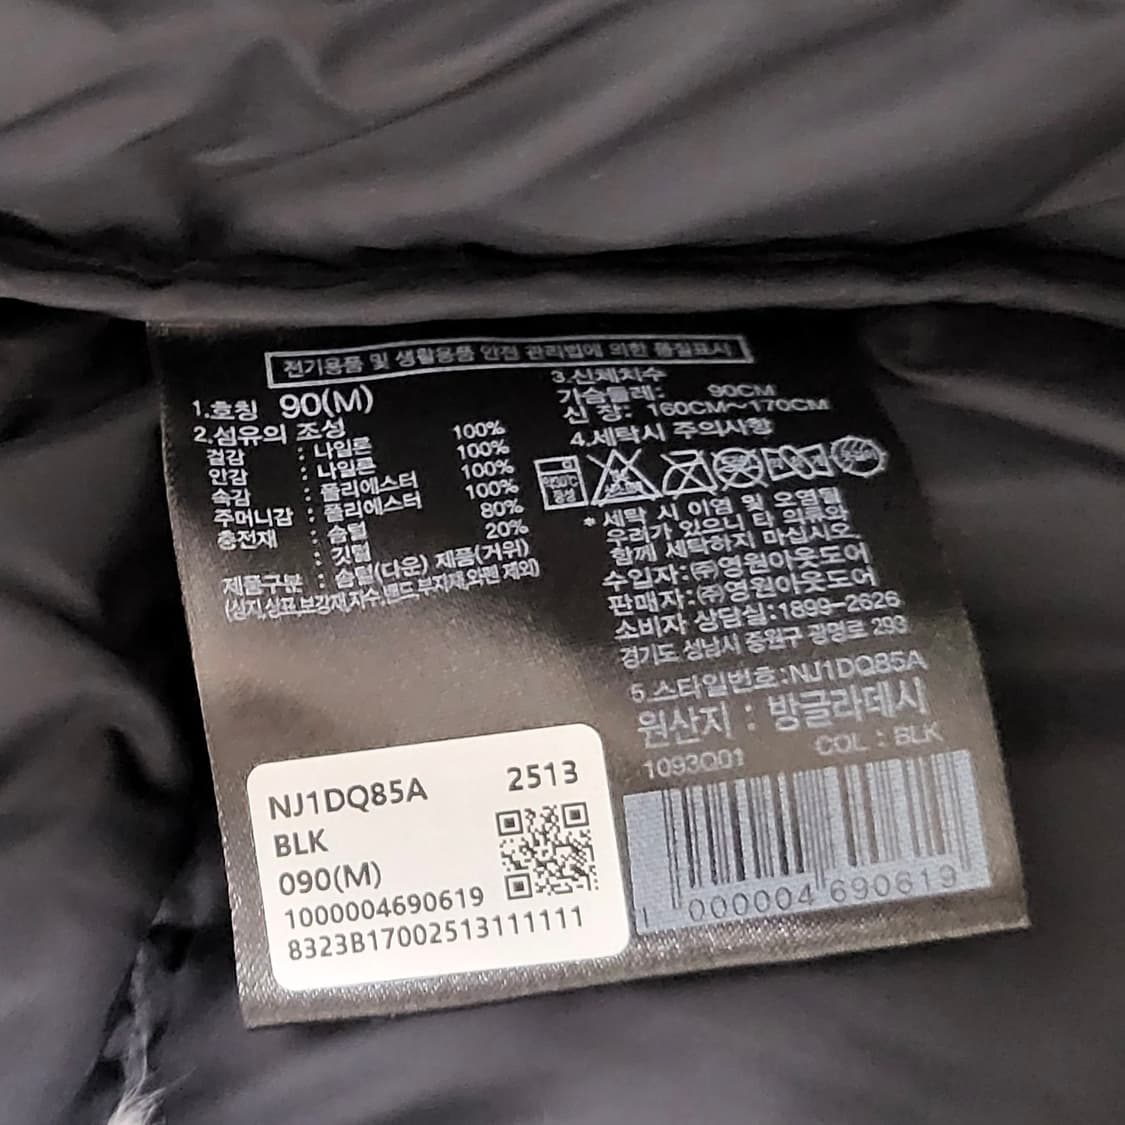 전기용품 및 생활용품 안전 관리법에 의한 품질표시
1.호칭 90(M)
2.섬유의 조성
겉감 : 나일론 100%
안감 : 나일론 100%
속감 : 폴리에스터 100%
주머니감 : 폴리에스터 100%
충전재 : 솜털 80%
: 깃털 20%
제품구분 : 솜털(다운) 제품(거위)
(심지,상표,보강재,자수,밴드,부자재,와펜 제외)
3.신체치수
가슴둘레: 90CM
신 장: 160CM~170CM
4.세탁시 주의사항
* 세탁 시 이염 및 오염될
우려가 있으니 타 의류와
함께 세탁하지 마십시오.
수입자:㈜영원아웃도어
판매자:㈜영원아웃도어
소비자 상담실:1899-2626
경기도 성남시 중원구 광명로 293
5.스타일번호:NJ1DQ85A
원산지 : 방글라데시
COL : BLK
1093Q01
1 000004 690619
NJ1DQ85A 2513
BLK
090(M)
1000004690619
8323B17002513111111